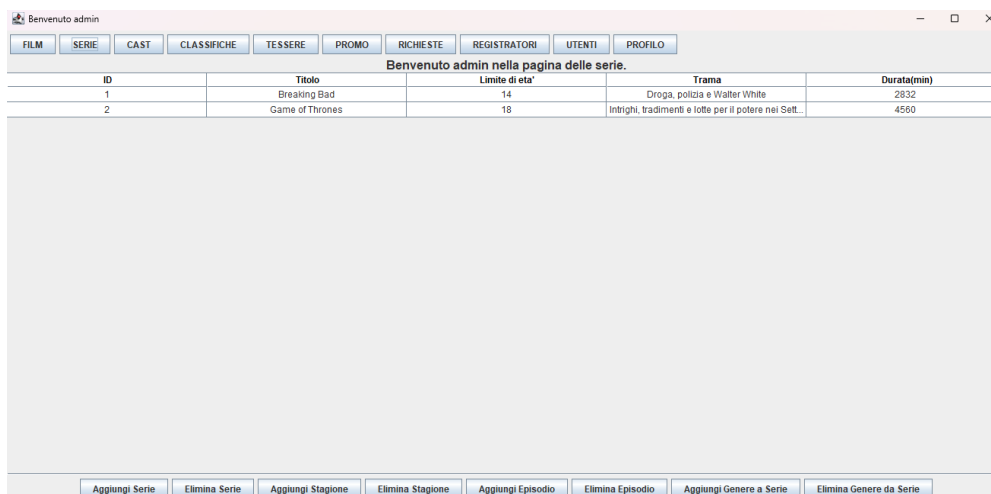 Benvenuto admin
FILM SERIE CAST CLASSIFICHE TESSERE PROMO RICHIESTE REGISTRATORI UTENTI PROFILO
Benvenuto admin nella pagina delle serie.
ID Titolo Limite di eta' Trama Durata(min)
1 Breaking Bad 14 Droga, polizia e Walter White 2832
2 Game of Thrones 18 Intrighi, tradimenti e lotte per il potere nei Sett... 4560
Aggiungi Serie Elimina Serie Aggiungi Stagione Elimina Stagione Aggiungi Episodio Elimina Episodio Aggiungi Genere a Serie Elimina Genere da Serie